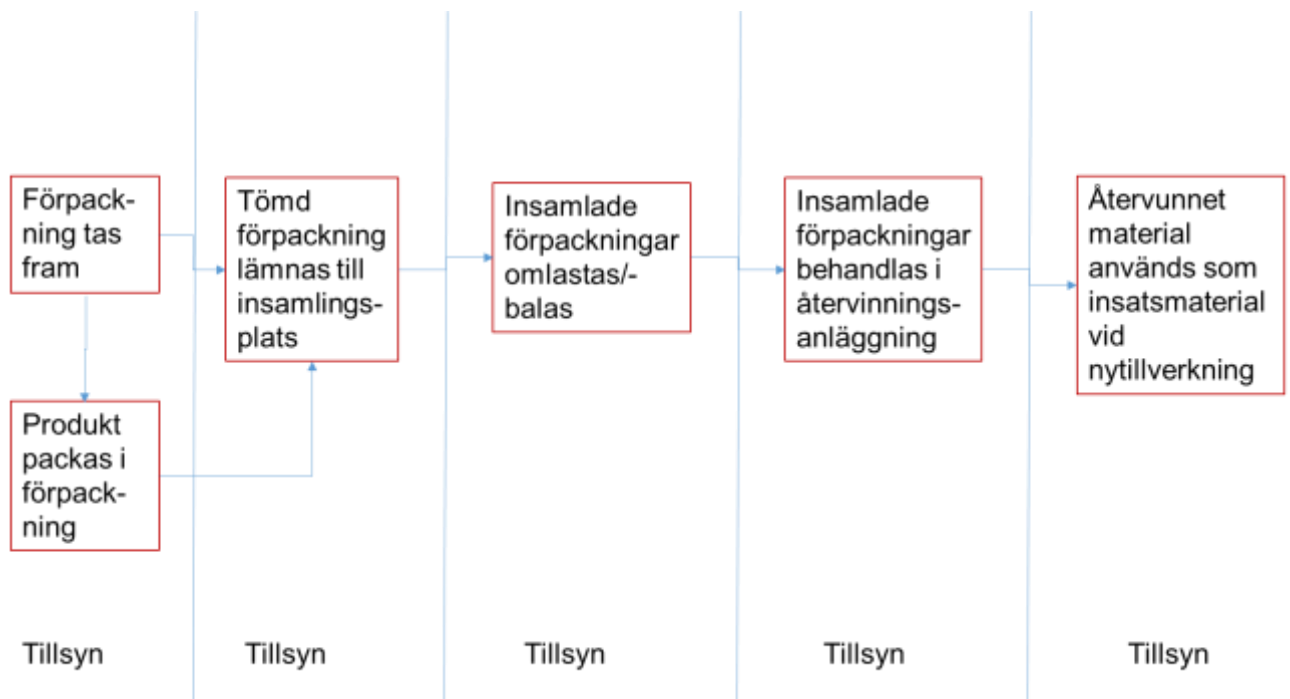 Förpack-
ning tas
fram
Produkt
packas i
förpack-
ning
Tömd
förpackning
lämnas till
insamlings-
plats
Insamlade
förpackningar
omlastas/-
balas
Insamlade
förpackningar
behandlas i
återvinnings-
anläggning
Återvunnet
material
används som
insatsmaterial
vid
nytillverkning
Tillsyn
Tillsyn
Tillsyn
Tillsyn
Tillsyn